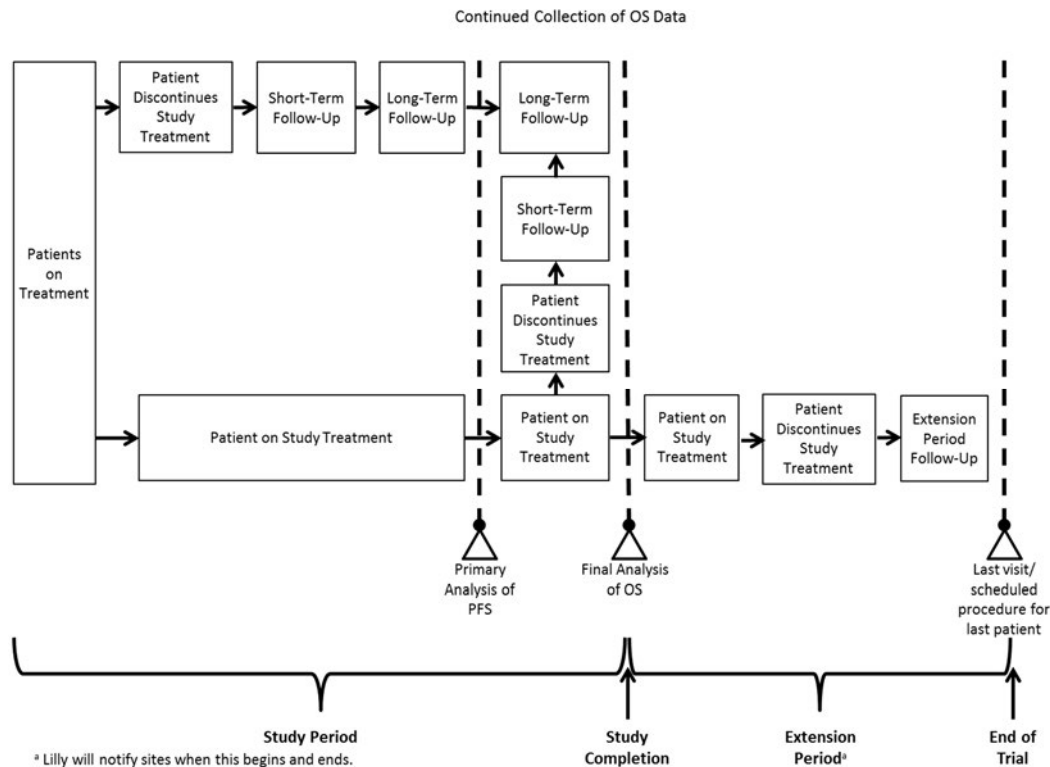 Continued Collection of OS Data
Patients
on
Treatment
Patient
Discontinues
Study
Treatment
Short-Term
Follow-Up
Long-Term
Follow-Up
Long-Term
Follow-Up
Short-Term
Follow-Up
Patient
Discontinues
Study
Treatment
Patient on Study Treatment
Patient on
Study
Treatment
Patient on
Study
Treatment
Patient
Discontinues
Study
Treatment
Extension
Period
Follow-Up
Primary
Analysis of
PFS
Final Analysis
of OS
Last visit/
scheduled
procedure for
last patient
Study Period
Study
Completion
Extension
Periodᵃ
End of
Trial
ᵃ Lilly will notify sites when this begins and ends.